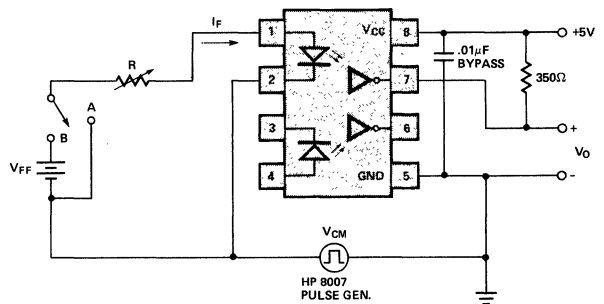 IF
R
A
B
VFF
1
2
3
4
VCC
GND
8
7
6
5
.01μF
BYPASS
350Ω
+5V
+
VO
-
VCM
HP 8007
PULSE GEN.